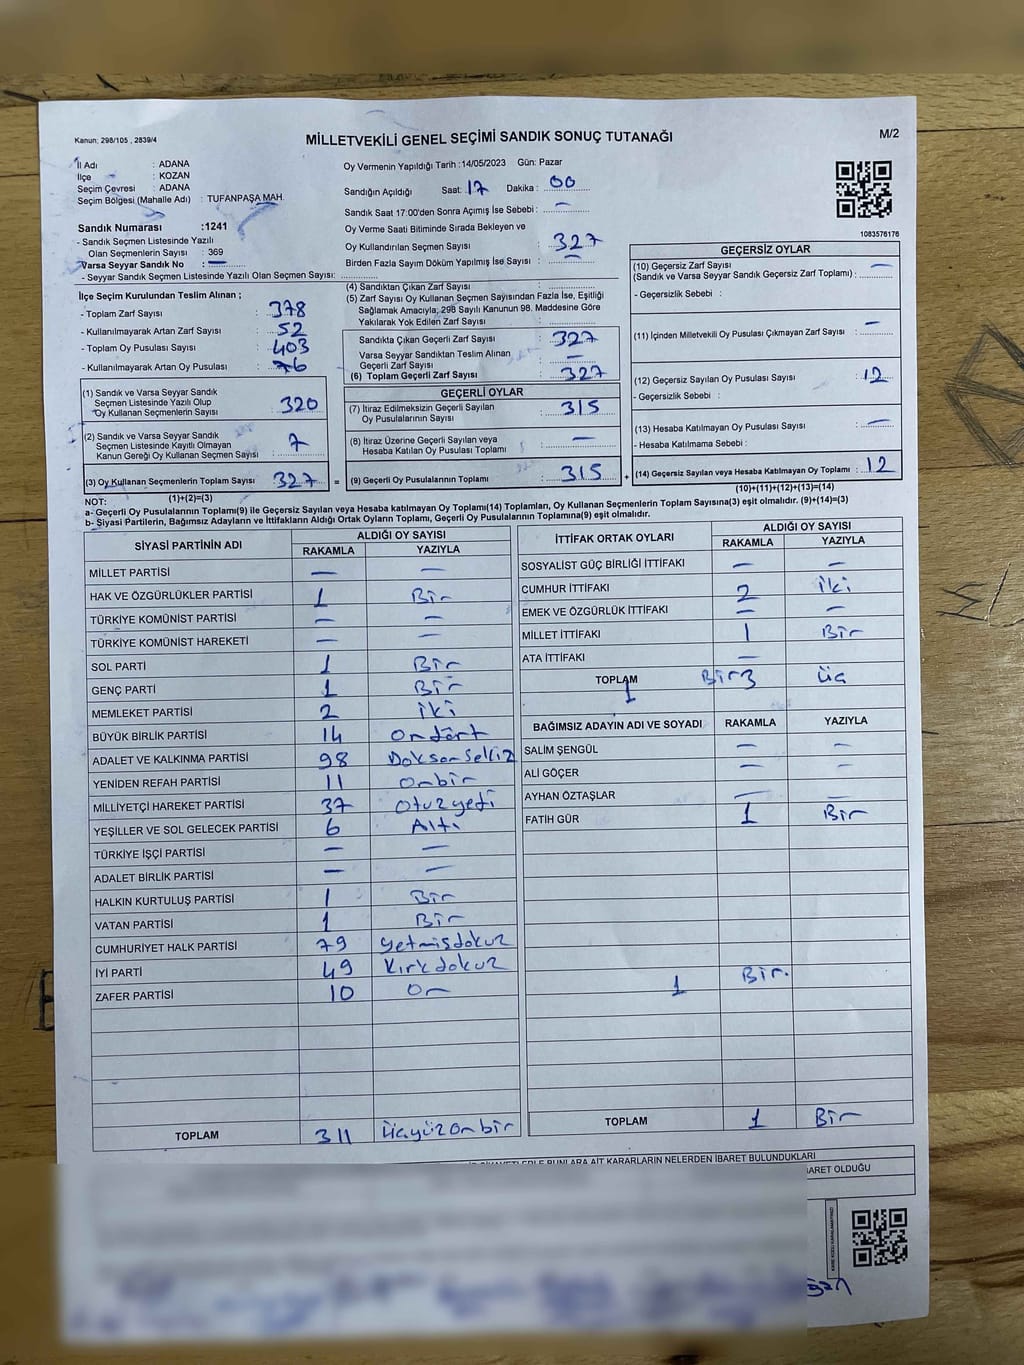 Kanun: 298/105 , 2839/4
MİLLETVEKİLİ GENEL SEÇİMİ SANDIK SONUÇ TUTANAĞI
M/2
İl Adı : ADANA
İlçe : KOZAN
Seçim Çevresi : ADANA
Seçim Bölgesi (Mahalle Adı) : TUFANPAŞA MAH.
Oy Vermenin Yapıldığı Tarih :14/05/2023 Gün: Pazar
Sandığın Açıldığı Saat: 17 Dakika : 00
Sandık Saat 17:00'den Sonra Açımış İse Sebebi : —
Oy Verme Saati Bitiminde Sırada Bekleyen ve
Oy Kullandırılan Seçmen Sayısı : 327
Birden Fazla Sayım Döküm Yapılmış İse Sayısı : —
1083576176
Sandık Numarası :1241
- Sandık Seçmen Listesinde Yazılı
Olan Seçmenlerin Sayısı : 369
Varsa Seyyar Sandık No : —
- Seyyar Sandık Seçmen Listesinde Yazılı Olan Seçmen Sayısı:
İlçe Seçim Kurulundan Teslim Alınan ;
- Toplam Zarf Sayısı : 378
- Kullanılmayarak Artan Zarf Sayısı : 52
- Toplam Oy Pusulası Sayısı : 403
- Kullanılmayarak Artan Oy Pusulası : 76
(1) Sandık ve Varsa Seyyar Sandık
Seçmen Listesinde Yazılı Olup
Oy Kullanan Seçmenlerin Sayısı : 320
(2) Sandık ve Varsa Seyyar Sandık
Seçmen Listesinde Kayıtlı Olmayan
Kanun Gereği Oy Kullanan Seçmen Sayısı : 7
(3) Oy Kullanan Seçmenlerin Toplam Sayısı : 327 =
(1)+(2)=(3)
(4) Sandıktan Çıkan Zarf Sayısı :
(5) Zarf Sayısı Oy Kullanan Seçmen Sayısından Fazla İse, Eşitliği
Sağlamak Amacıyla; 298 Sayılı Kanunun 98. Maddesine Göre
Yakılarak Yok Edilen Zarf Sayısı :
Sandıkta Çıkan Geçerli Zarf Sayısı : 327
Varsa Seyyar Sandıktan Teslim Alınan
Geçerli Zarf Sayısı : —
(6) Toplam Geçerli Zarf Sayısı : 327
GEÇERLİ OYLAR
(7) İtiraz Edilmeksizin Geçerli Sayılan
Oy Pusulalarının Sayısı : 315
(8) İtiraz Üzerine Geçerli Sayılan veya
Hesaba Katılan Oy Pusulası Toplamı : —
(9) Geçerli Oy Pusulalarının Toplamı : 315 +
GEÇERSİZ OYLAR
(10) Geçersiz Zarf Sayısı
(Sandık ve Varsa Seyyar Sandık Geçersiz Zarf Toplamı) : —
- Geçersizlik Sebebi :
(11) İçinden Milletvekili Oy Pusulası Çıkmayan Zarf Sayısı : —
(12) Geçersiz Sayılan Oy Pusulası Sayısı : 12
- Geçersizlik Sebebi :
(13) Hesaba Katılmayan Oy Pusulası Sayısı : —
- Hesaba Katılmama Sebebi :
(14) Geçersiz Sayılan veya Hesaba Katılmayan Oy Toplamı : 12
(10)+(11)+(12)+(13)=(14)
NOT:
a- Geçerli Oy Pusulalarının Toplamı(9) ile Geçersiz Sayılan veya Hesaba katılmayan Oy Toplamı(14) Toplamları, Oy Kullanan Seçmenlerin Toplam Sayısına(3) eşit olmalıdır. (9)+(14)=(3)
b- Siyasi Partilerin, Bağımsız Adayların ve İttifakların Aldığı Ortak Oyların Toplamı, Geçerli Oy Pusulalarının Toplamına(9) eşit olmalıdır.
SİYASİ PARTİNİN ADI ALDIĞI OY SAYISI
RAKAMLA YAZIYLA
MİLLET PARTİSİ — —
HAK VE ÖZGÜRLÜKLER PARTİSİ 1 Bir
TÜRKİYE KOMÜNİST PARTİSİ — —
TÜRKİYE KOMÜNİST HAREKETİ — —
SOL PARTİ 1 Bir
GENÇ PARTİ 1 Bir
MEMLEKET PARTİSİ 2 iki
BÜYÜK BİRLİK PARTİSİ 14 ondört
ADALET VE KALKINMA PARTİSİ 98 Doksan sekiz
YENİDEN REFAH PARTİSİ 11 onbir
MİLLİYETÇİ HAREKET PARTİSİ 37 otuzyedi
YEŞİLLER VE SOL GELECEK PARTİSİ 6 Altı
TÜRKİYE İŞÇİ PARTİSİ — —
ADALET BİRLİK PARTİSİ — —
HALKIN KURTULUŞ PARTİSİ 1 Bir
VATAN PARTİSİ 1 Bir
CUMHURİYET HALK PARTİSİ 79 yetmişdokuz
İYİ PARTİ 49 Kırkdokuz
ZAFER PARTİSİ 10 On
TOPLAM 311 üçyüzonbir
İTTİFAK ORTAK OYLARI ALDIĞI OY SAYISI
RAKAMLA YAZIYLA
SOSYALİST GÜÇ BİRLİĞİ İTTİFAKI — —
CUMHUR İTTİFAKI 2 iki
EMEK VE ÖZGÜRLÜK İTTİFAKI — —
MİLLET İTTİFAKI 1 Bir
ATA İTTİFAKI —
TOPLAM 1 Bir 3 üç
BAĞIMSIZ ADAYIN ADI VE SOYADI RAKAMLA YAZIYLA
SALİM ŞENGÜL — —
ALİ GÖÇER — —
AYHAN ÖZTAŞLAR — —
FATİH GÜR 1 Bir
1 Bir.
TOPLAM 1 Bir
BUNLARA AİT KARARLARIN NELERDEN İBARET BULUNDUKLARI
OLDUĞU